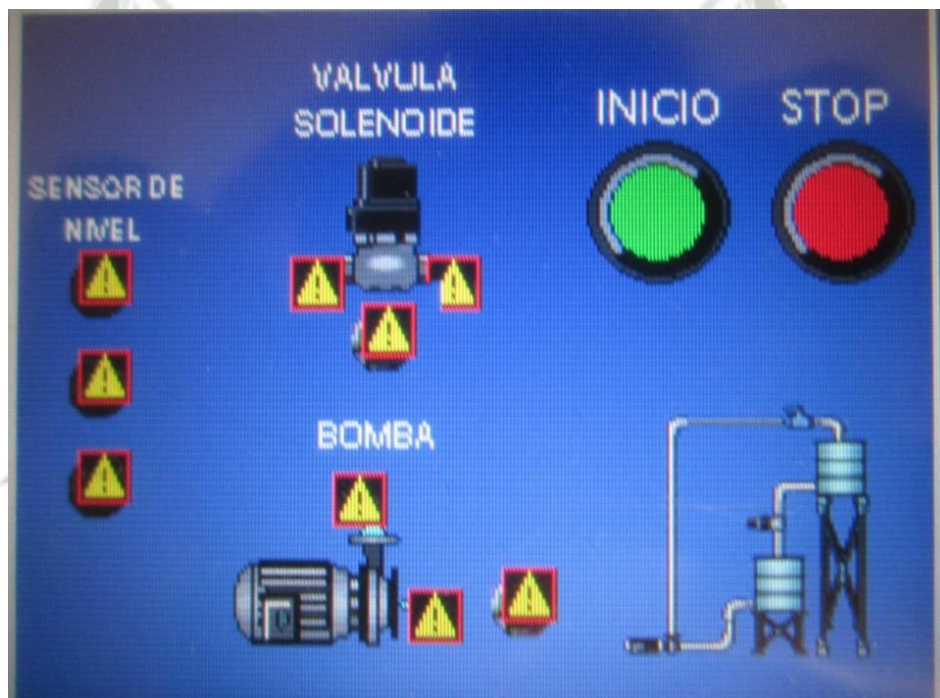 VALVULA
SOLENOIDE
INICIO
STOP
SENSOR DE
NIVEL
BOMBA